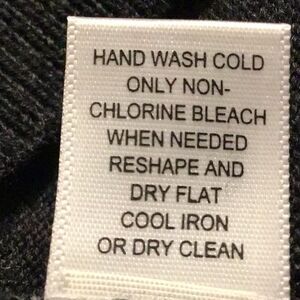 HAND WASH COLD
ONLY NON-
CHLORINE BLEACH
WHEN NEEDED
RESHAPE AND
DRY FLAT
COOL IRON
OR DRY CLEAN